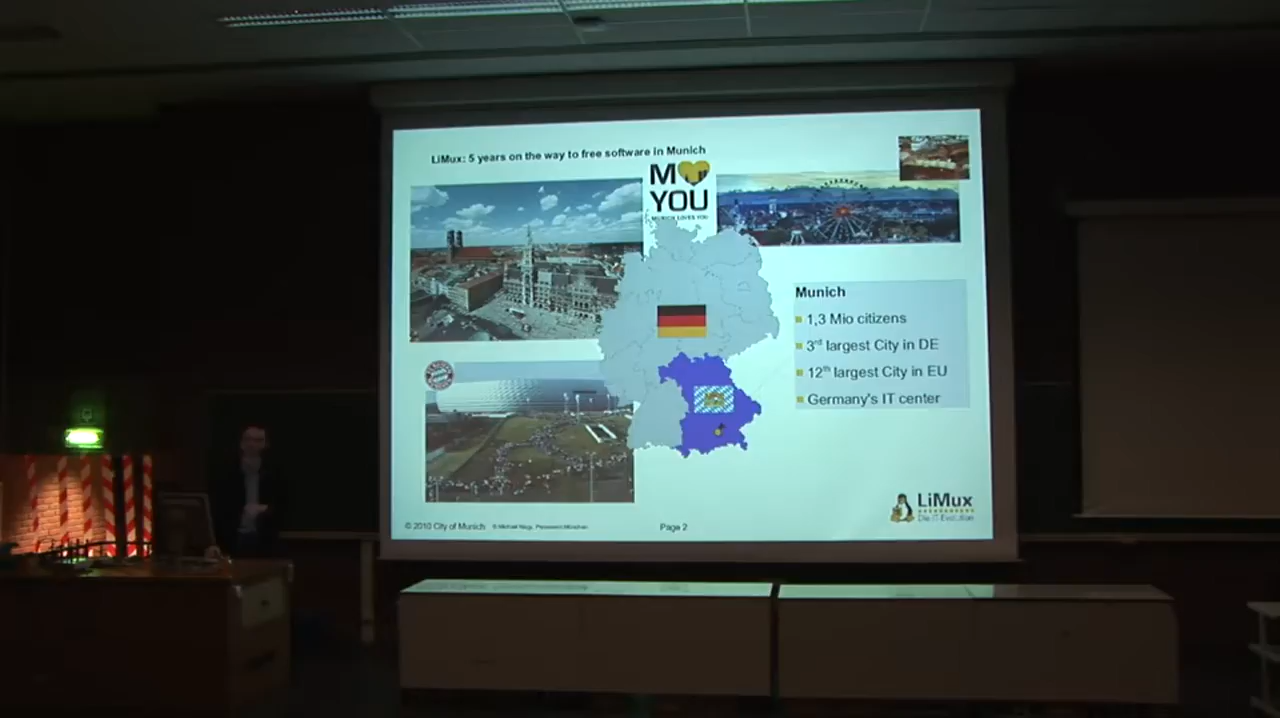 LiMux: 5 years on the way to free software in Munich
M
YOU
MUNICH LOVES YOU
Munich
1,3 Mio citizens
3rd largest City in DE
12th largest City in EU
Germany's IT center
LiMux
Die IT-Evolution
© 2010 City of Munich
Page 2